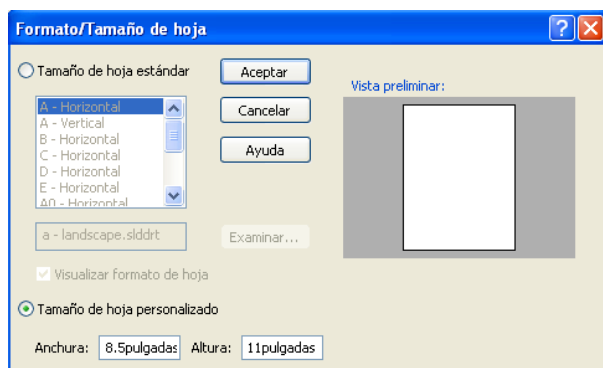 Formato/Tamaño de hoja
Tamaño de hoja estándar
A - Horizontal
A - Vertical
B - Horizontal
C - Horizontal
D - Horizontal
E - Horizontal
A0 - Horizontal
a - landscape.slddrt
Visualizar formato de hoja
Aceptar
Cancelar
Ayuda
Examinar...
Vista preliminar:
Tamaño de hoja personalizado
Anchura: 8.5pulgadas Altura: 11pulgadas